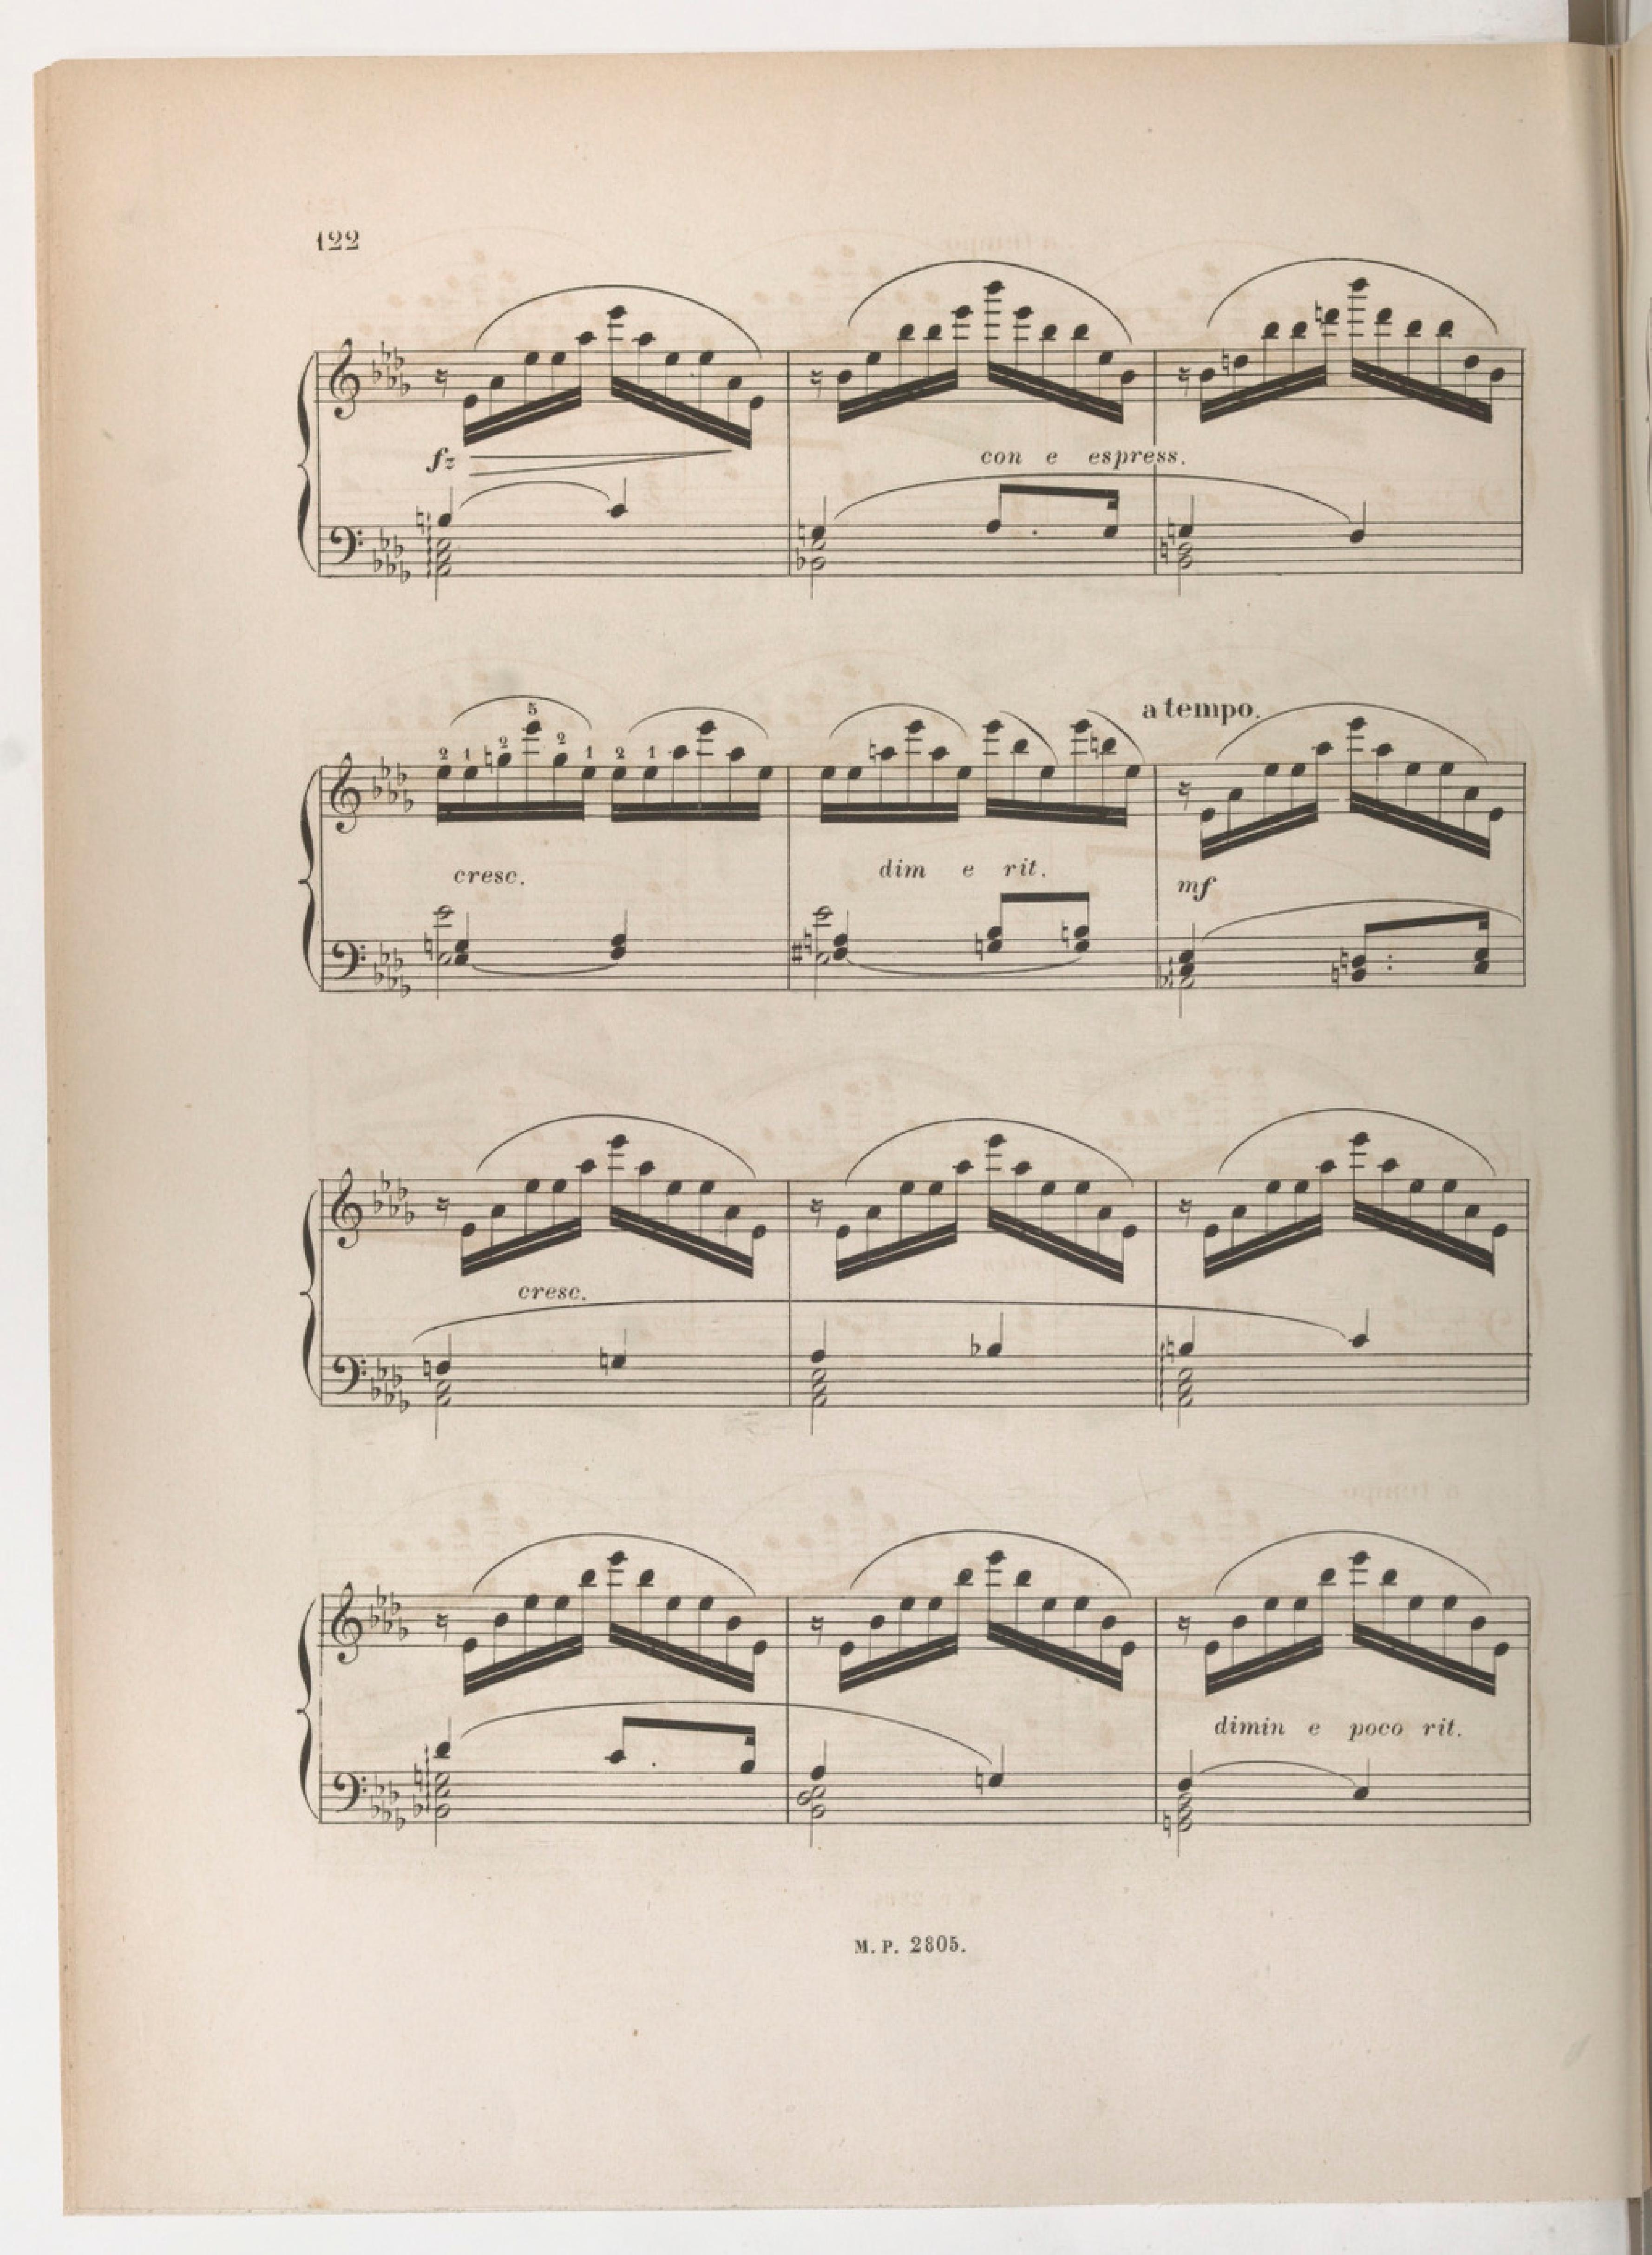 122
fz
con e espress.
5
2 1 2 2 1 2 1
a tempo.
cresc.
dim e rit.
mf
cresc.
dimin e poco rit.
M. P. 2805.